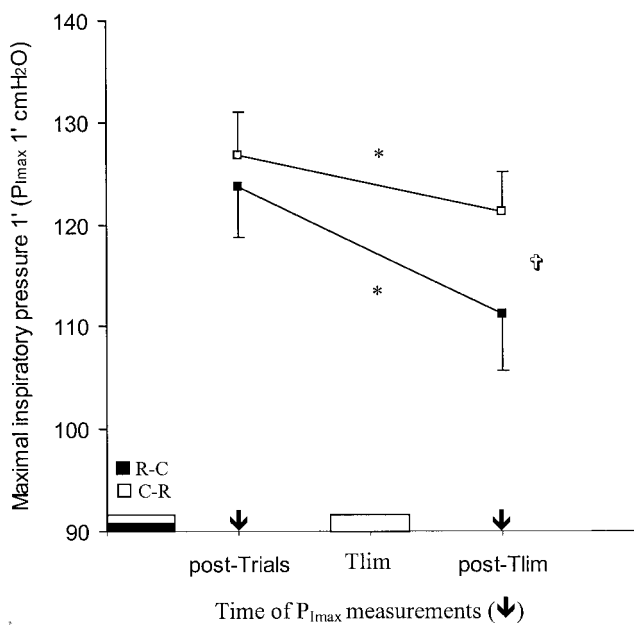 140
130
120
110
100
90
Maximal inspiratory pressure 1' (PImax 1' cmH2O)
*
*
✞
R-C
C-R
post-Trials Tlim post-Tlim
Time of PImax measurements (↓)